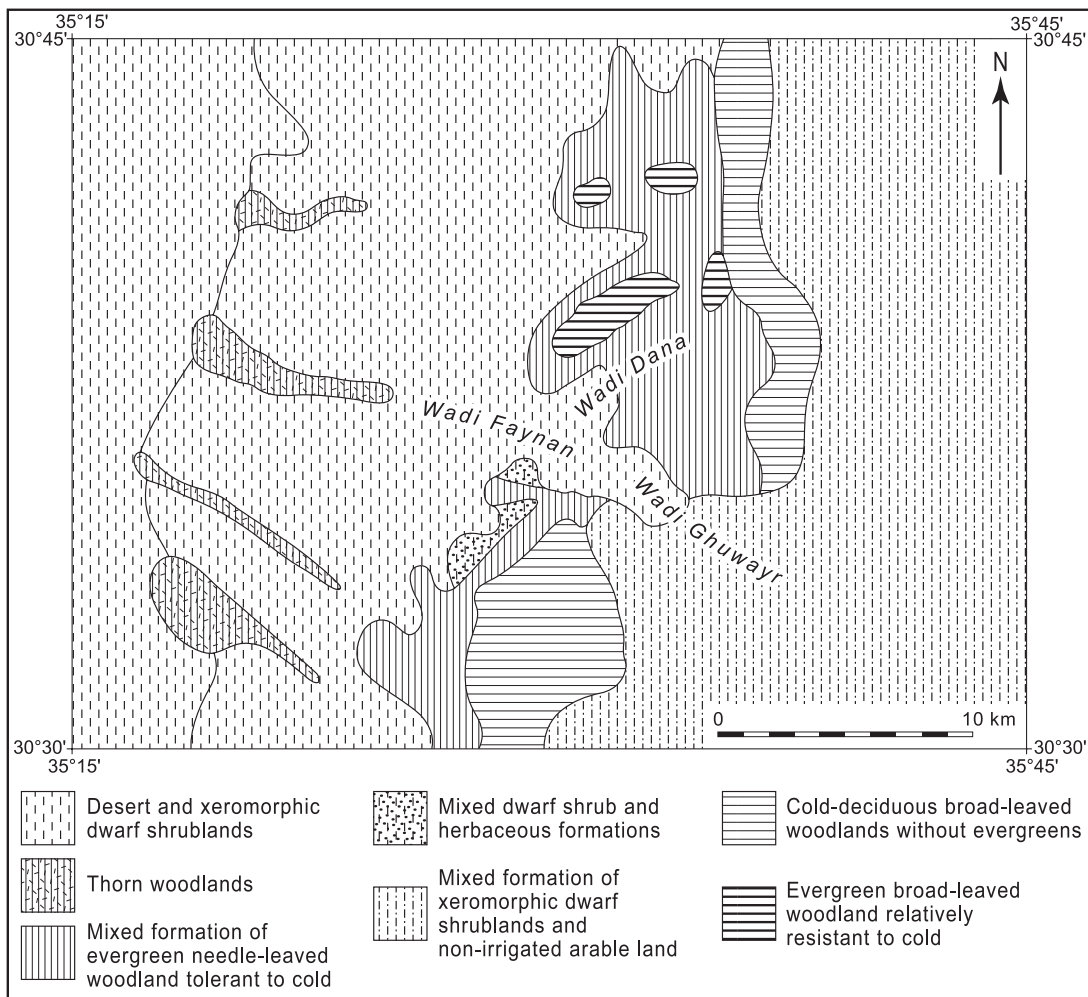 35°15'
35°45'
30°45'
30°45'
N
Wadi Dana
Wadi Faynan
Wadi Ghuwayr
0
10 km
30°30'
30°30'
35°15'
35°45'
Desert and xeromorphic
dwarf shrublands
Thorn woodlands
Mixed formation of
evergreen needle-leaved
woodland tolerant to cold
Mixed dwarf shrub and
herbaceous formations
Mixed formation of
xeromorphic dwarf
shrublands and
non-irrigated arable land
Cold-deciduous broad-leaved
woodlands without evergreens
Evergreen broad-leaved
woodland relatively
resistant to cold